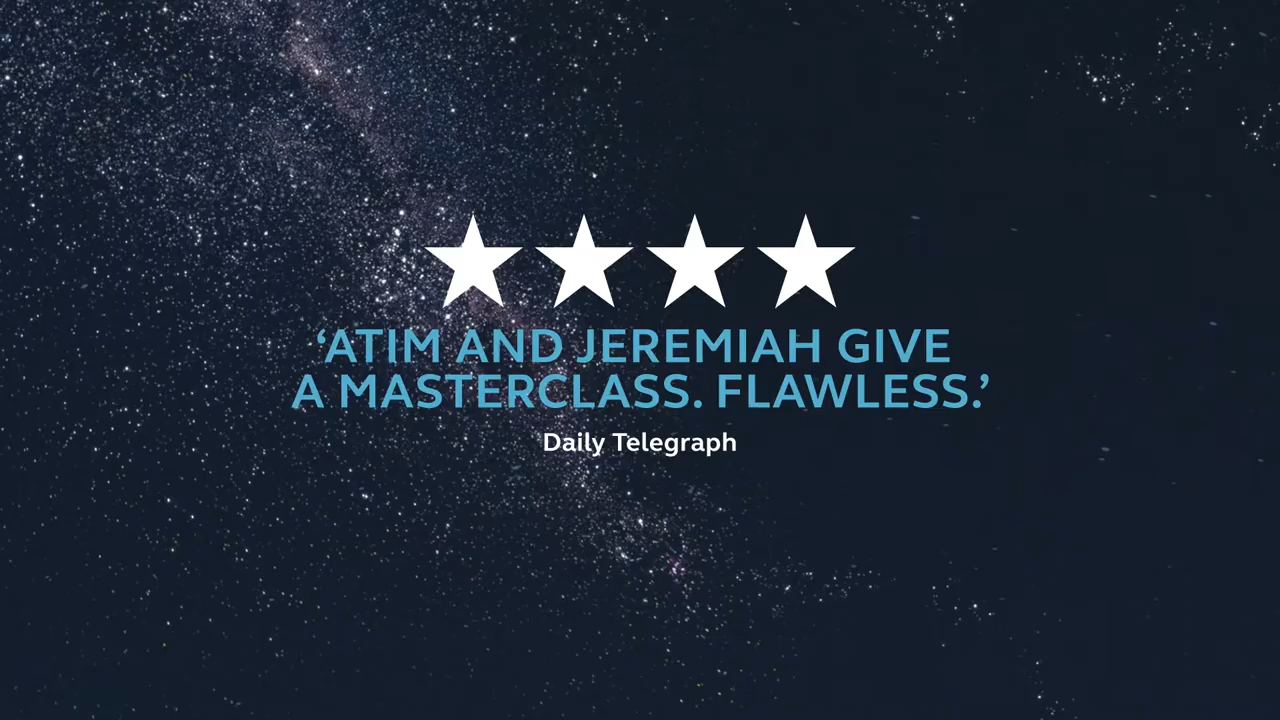 ‘ATIM AND JEREMIAH GIVE
A MASTERCLASS. FLAWLESS.’
Daily Telegraph